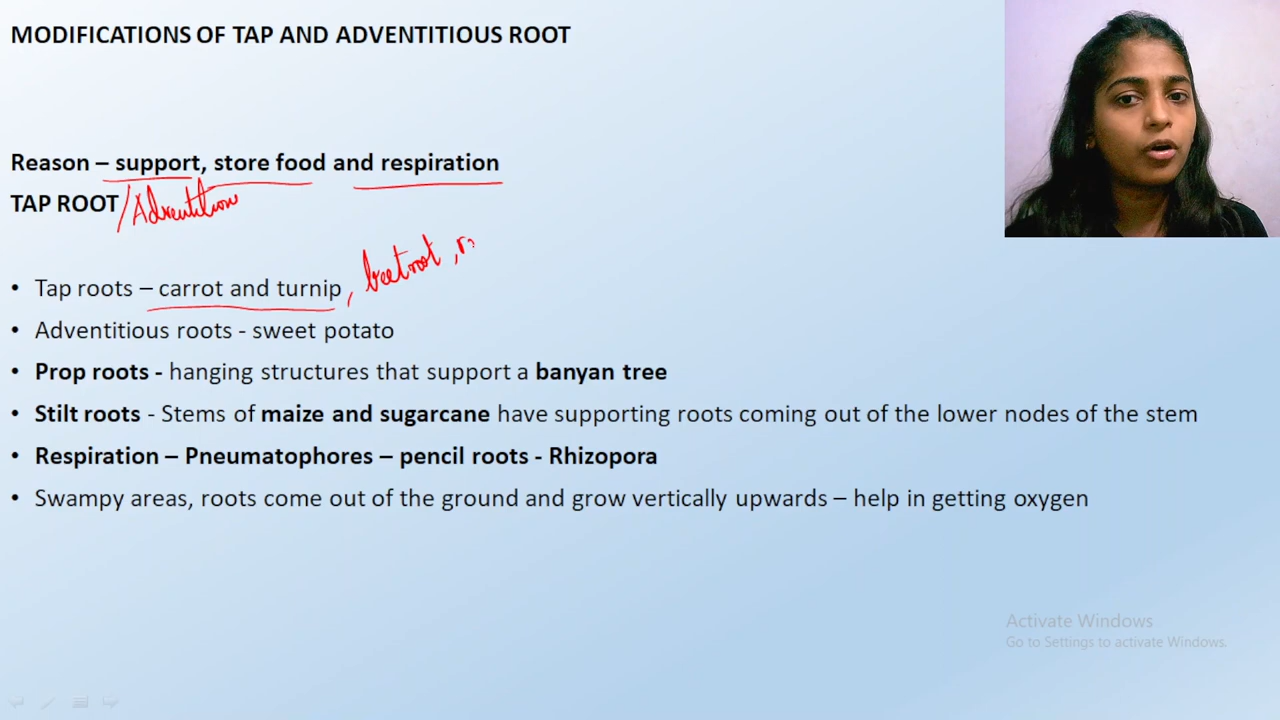 MODIFICATIONS OF TAP AND ADVENTITIOUS ROOT
Reason – support, store food and respiration
TAP ROOT /Adventitious
• Tap roots – carrot and turnip, beetroot, r
• Adventitious roots - sweet potato
• Prop roots - hanging structures that support a banyan tree
• Stilt roots - Stems of maize and sugarcane have supporting roots coming out of the lower nodes of the stem
• Respiration – Pneumatophores – pencil roots - Rhizopora
• Swampy areas, roots come out of the ground and grow vertically upwards – help in getting oxygen
Activate Windows
Go to Settings to activate Windows.